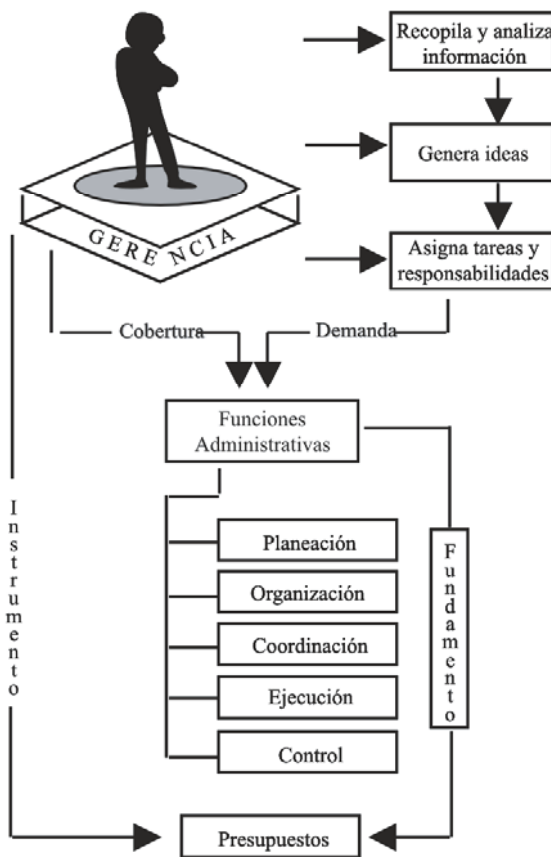 Recopila y analiza
información
Genera ideas
GERENCIA
Asigna tareas y
responsabilidades
Cobertura
Demanda
Funciones
Administrativas
Instrumento
Planeación
Organización
Coordinación
Ejecución
Control
Fundamento
Presupuestos